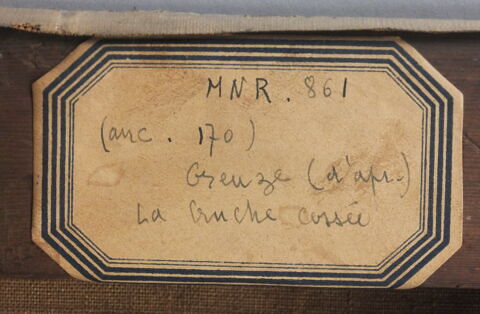 MNR. 861
(anc. 170)
Greuze (d'apr.)
La Cruche cassée